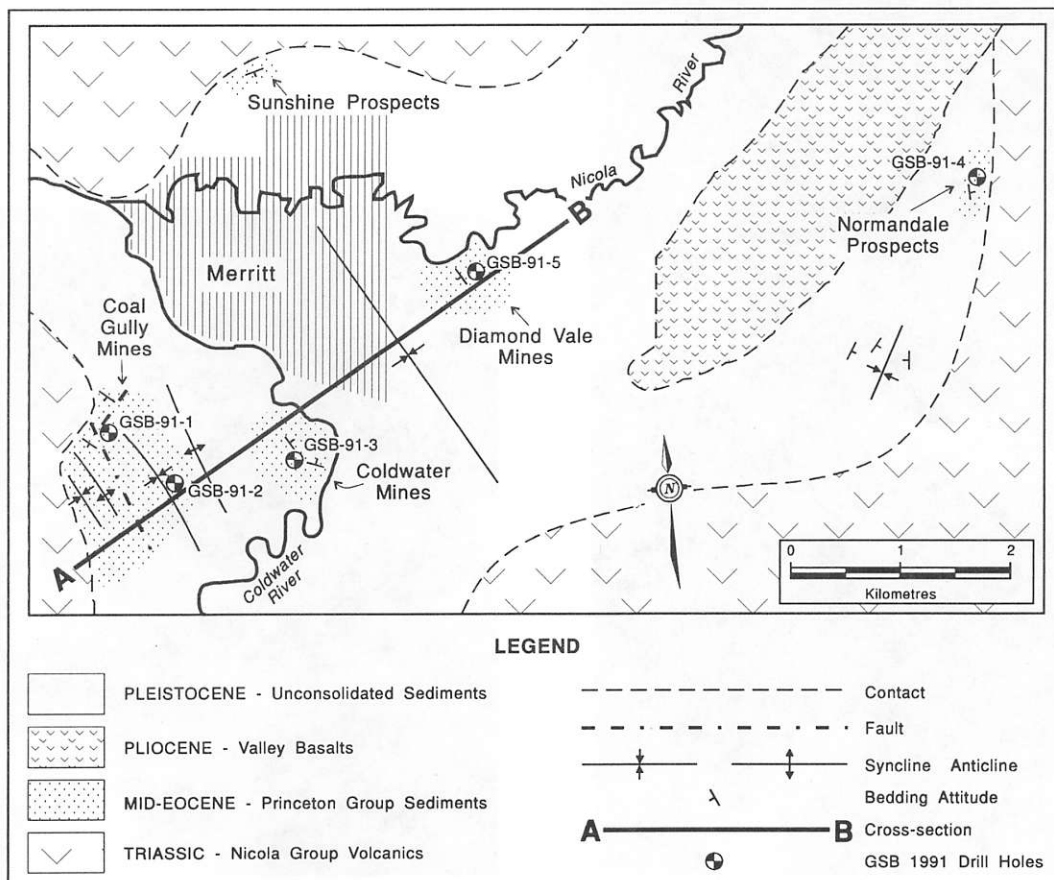 Sunshine Prospects
River
Nicola
GSB-91-4
Normandale
Prospects
B
GSB-91-5
Merritt
Diamond Vale
Mines
Coal
Gully
Mines
GSB-91-1
GSB-91-3
GSB-91-2
Coldwater
Mines
A
Coldwater
River
N
0 1 2
Kilometres
LEGEND
PLEISTOCENE - Unconsolidated Sediments
PLIOCENE - Valley Basalts
MID-EOCENE - Princeton Group Sediments
TRIASSIC - Nicola Group Volcanics
Contact
Fault
Syncline Anticline
Bedding Attitude
A B Cross-section
GSB 1991 Drill Holes